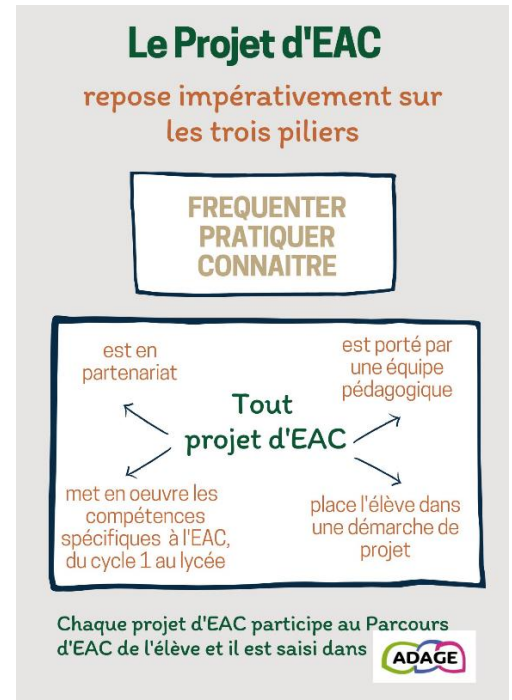 Le Projet d'EAC
repose impérativement sur
les trois piliers
FREQUENTER
PRATIQUER
CONNAITRE
est en
partenariat
est porté par
une équipe
pédagogique
Tout
projet d'EAC
met en oeuvre les
compétences
spécifiques à l'EAC,
du cycle 1 au lycée
place l'élève dans
une démarche de
projet
Chaque projet d'EAC participe au Parcours
d'EAC de l'élève et il est saisi dans ADAGE